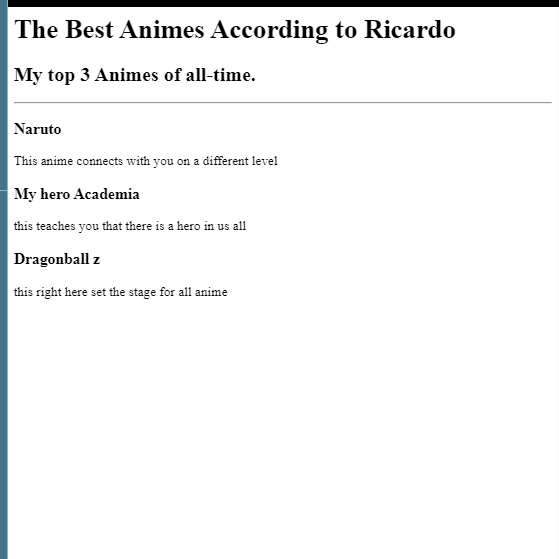 The Best Animes According to Ricardo
My top 3 Animes of all-time.
Naruto
This anime connects with you on a different level
My hero Academia
this teaches you that there is a hero in us all
Dragonball z
this right here set the stage for all anime